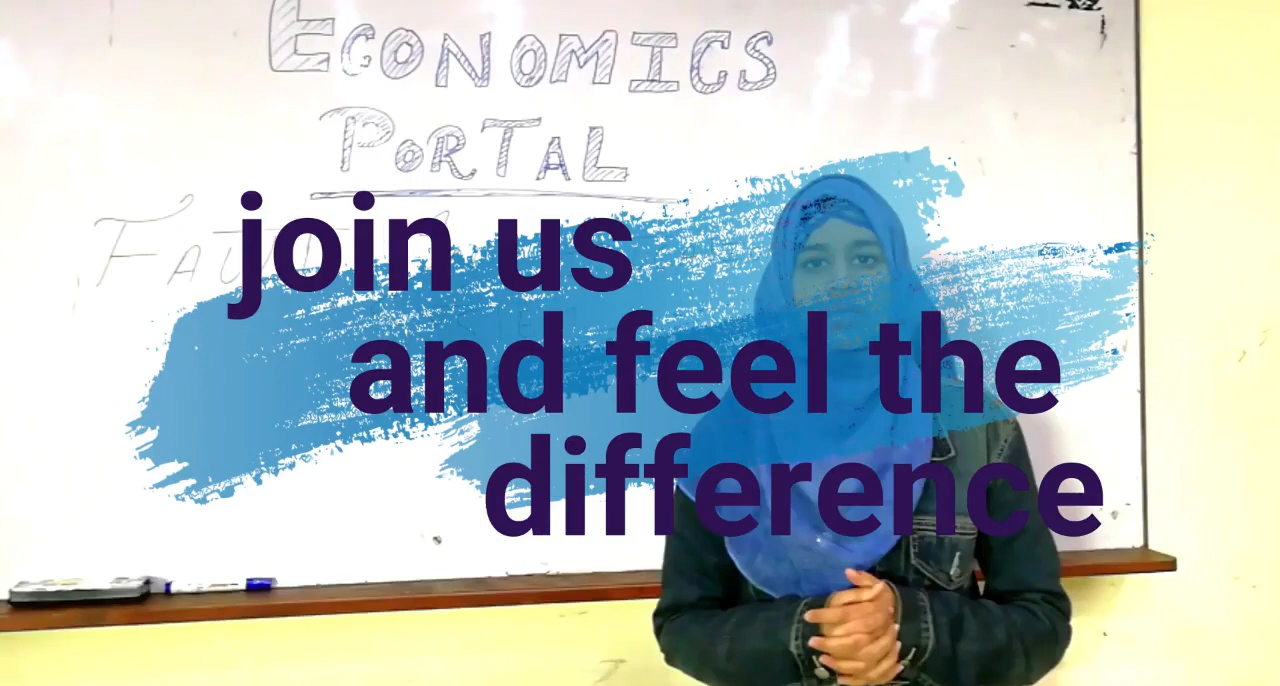 ECONOMICS
PORTAL
join us
and feel the
difference